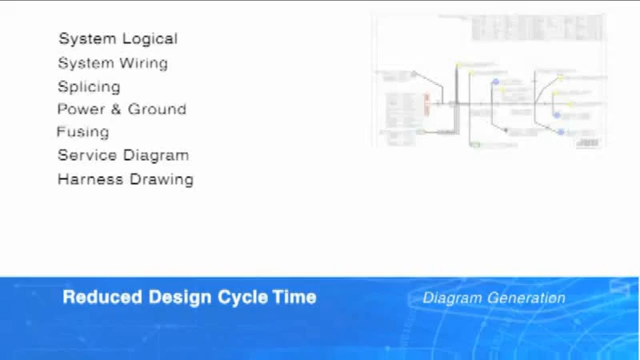 System Logical
System Wiring
Splicing
Power & Ground
Fusing
Service Diagram
Harness Drawing
Reduced Design Cycle Time
Diagram Generation